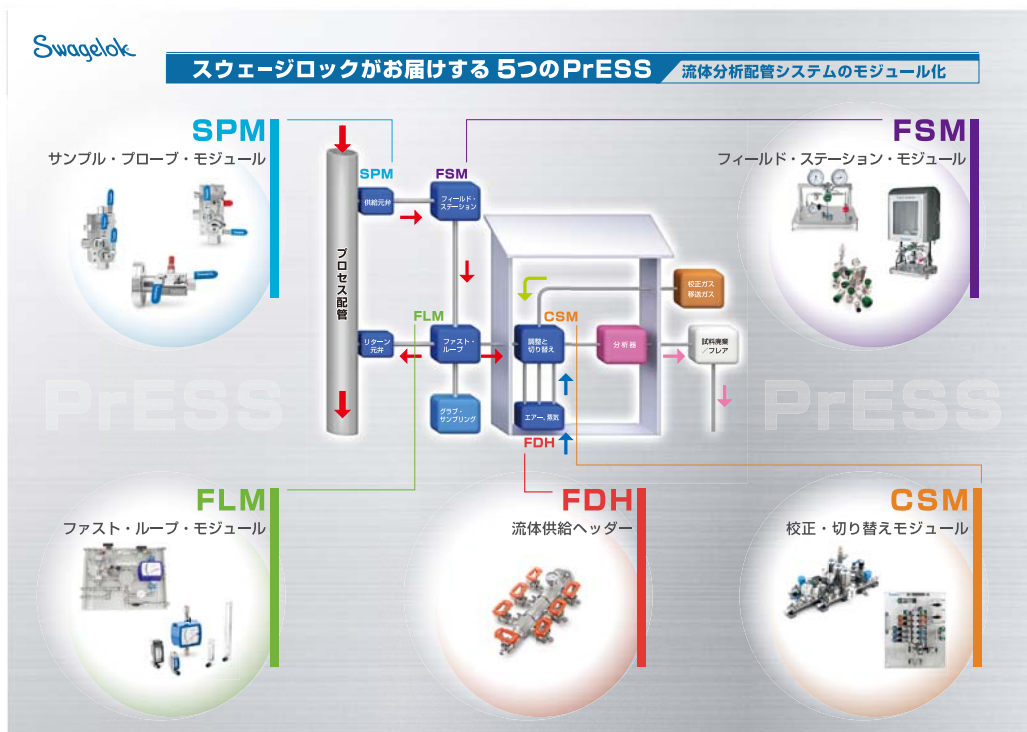 Swagelok
スウェージロックがお届けする 5つのPrESS
流体分析配管システムのモジュール化
SPM
サンプル・プローブ・モジュール
FSM
フィールド・ステーション・モジュール
SPM
FSM
供給元弁
フィールド・
ステーション
プロセス配管
校正ガス
移送ガス
FLM
CSM
リターン
元弁
ファスト・
ループ
調整と
切り替え
分析器
試料廃棄
／フレア
グラブ・
サンプリング
エアー、蒸気
FDH
PrESS
PrESS
FLM
ファスト・ループ・モジュール
FDH
流体供給ヘッダー
CSM
校正・切り替えモジュール